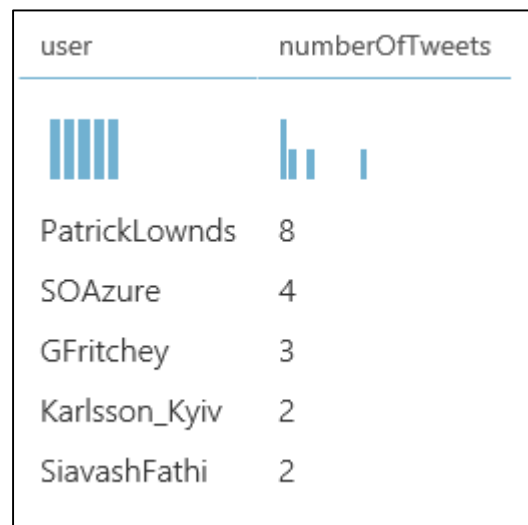 user numberOfTweets
PatrickLownds 8
SOAzure 4
GFritchey 3
Karlsson_Kyiv 2
SiavashFathi 2